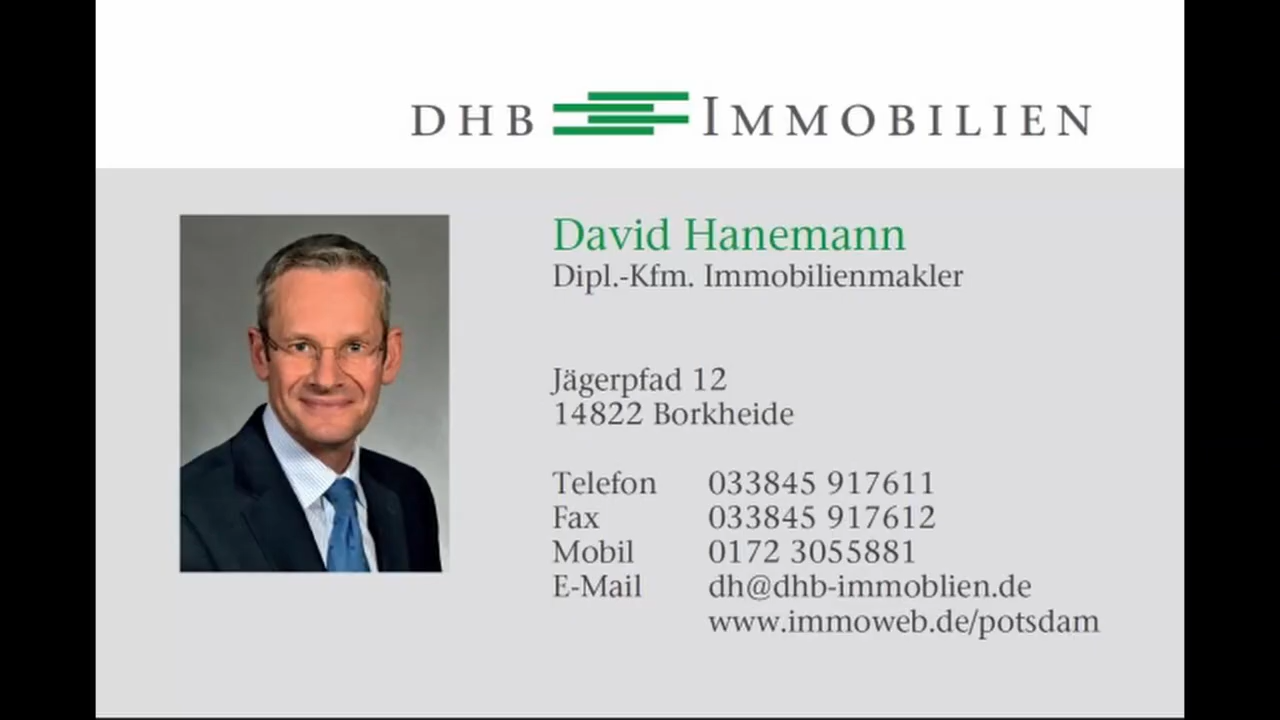 DHB IMMOBILIEN
David Hanemann
Dipl.-Kfm. Immobilienmakler
Jägerpfad 12
14822 Borkheide
Telefon 033845 917611
Fax 033845 917612
Mobil 0172 3055881
E-Mail dh@dhb-immoblien.de
www.immoweb.de/potsdam